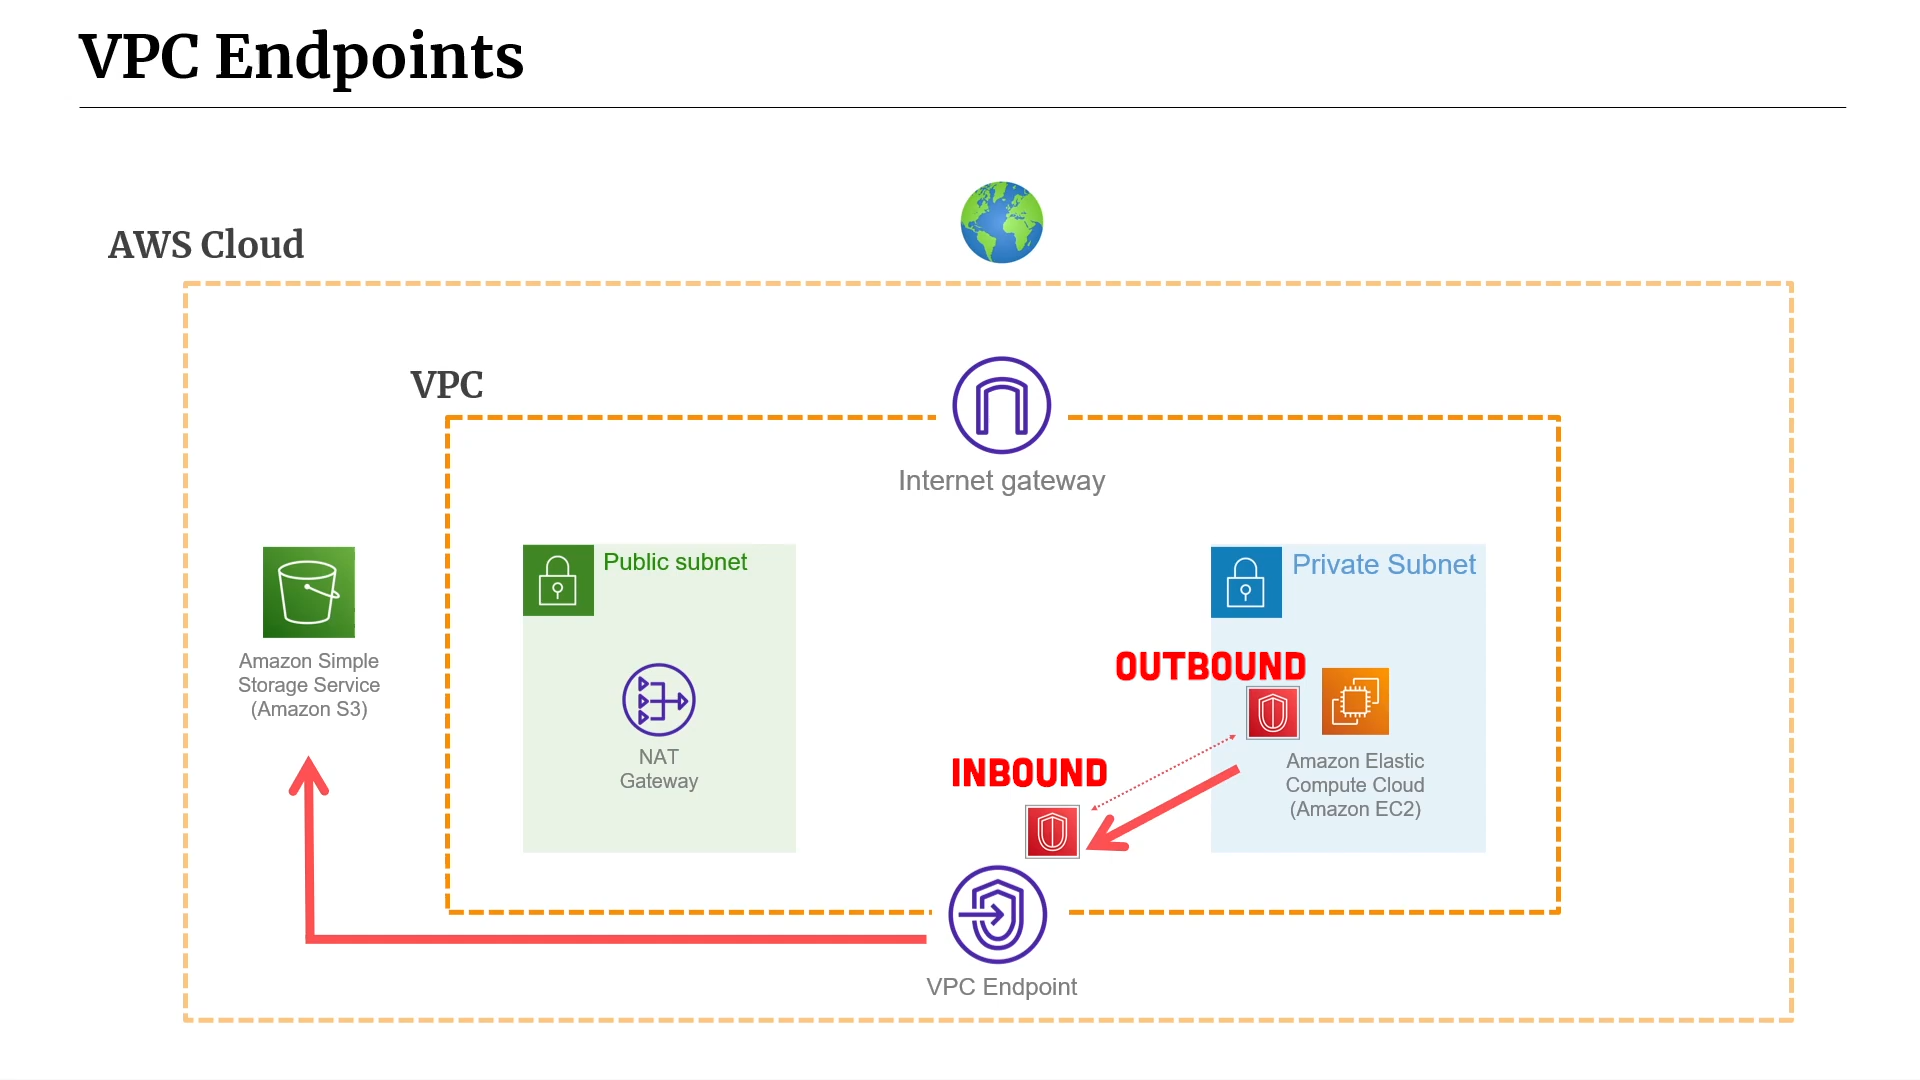 VPC Endpoints
AWS Cloud
VPC
Internet gateway
Public subnet
Private Subnet
Amazon Simple
Storage Service
(Amazon S3)
OUTBOUND
NAT
Gateway
INBOUND
Amazon Elastic
Compute Cloud
(Amazon EC2)
VPC Endpoint